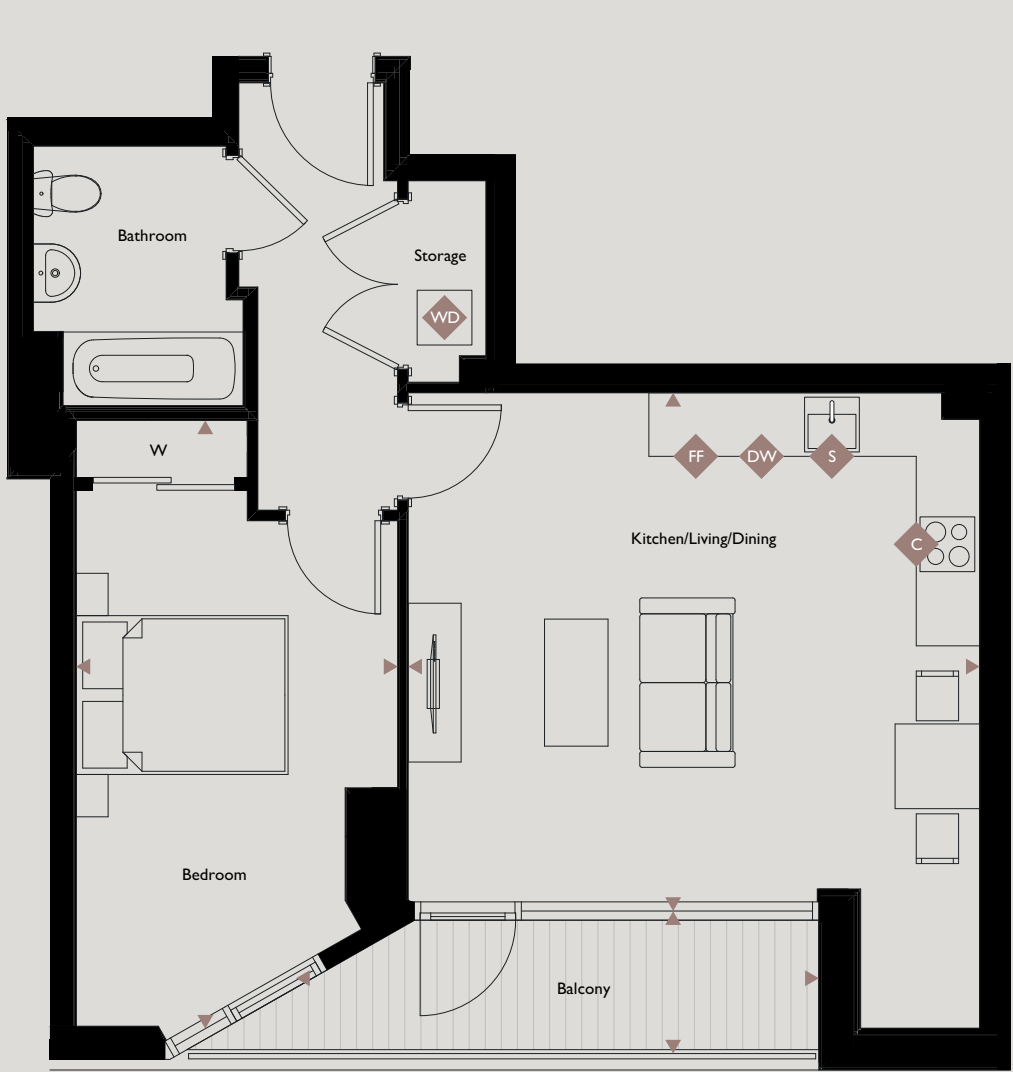 Bathroom
Storage
WD
W
FF
DW
S
Kitchen/Living/Dining
C
Bedroom
Balcony